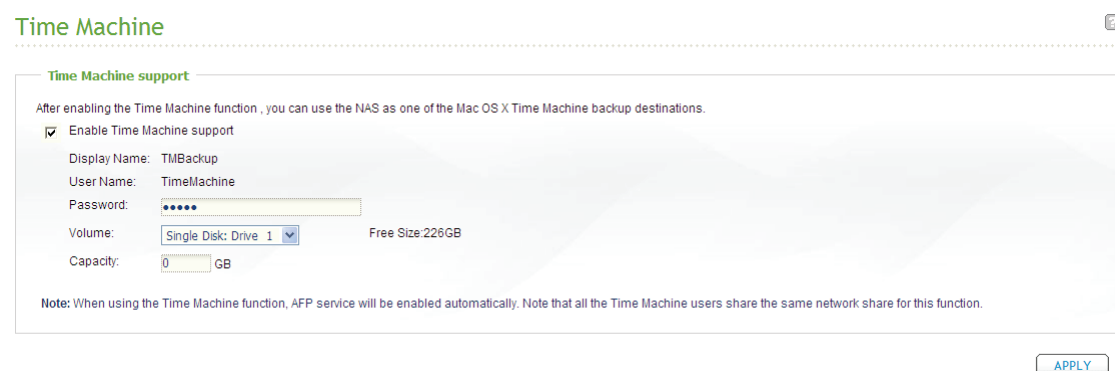 Time Machine
Time Machine support
After enabling the Time Machine function , you can use the NAS as one of the Mac OS X Time Machine backup destinations.
Enable Time Machine support
Display Name: TMBackup
User Name: TimeMachine
Password: •••••
Volume: Single Disk: Drive 1 Free Size:226GB
Capacity: 0 GB
Note: When using the Time Machine function, AFP service will be enabled automatically. Note that all the Time Machine users share the same network share for this function.
APPLY